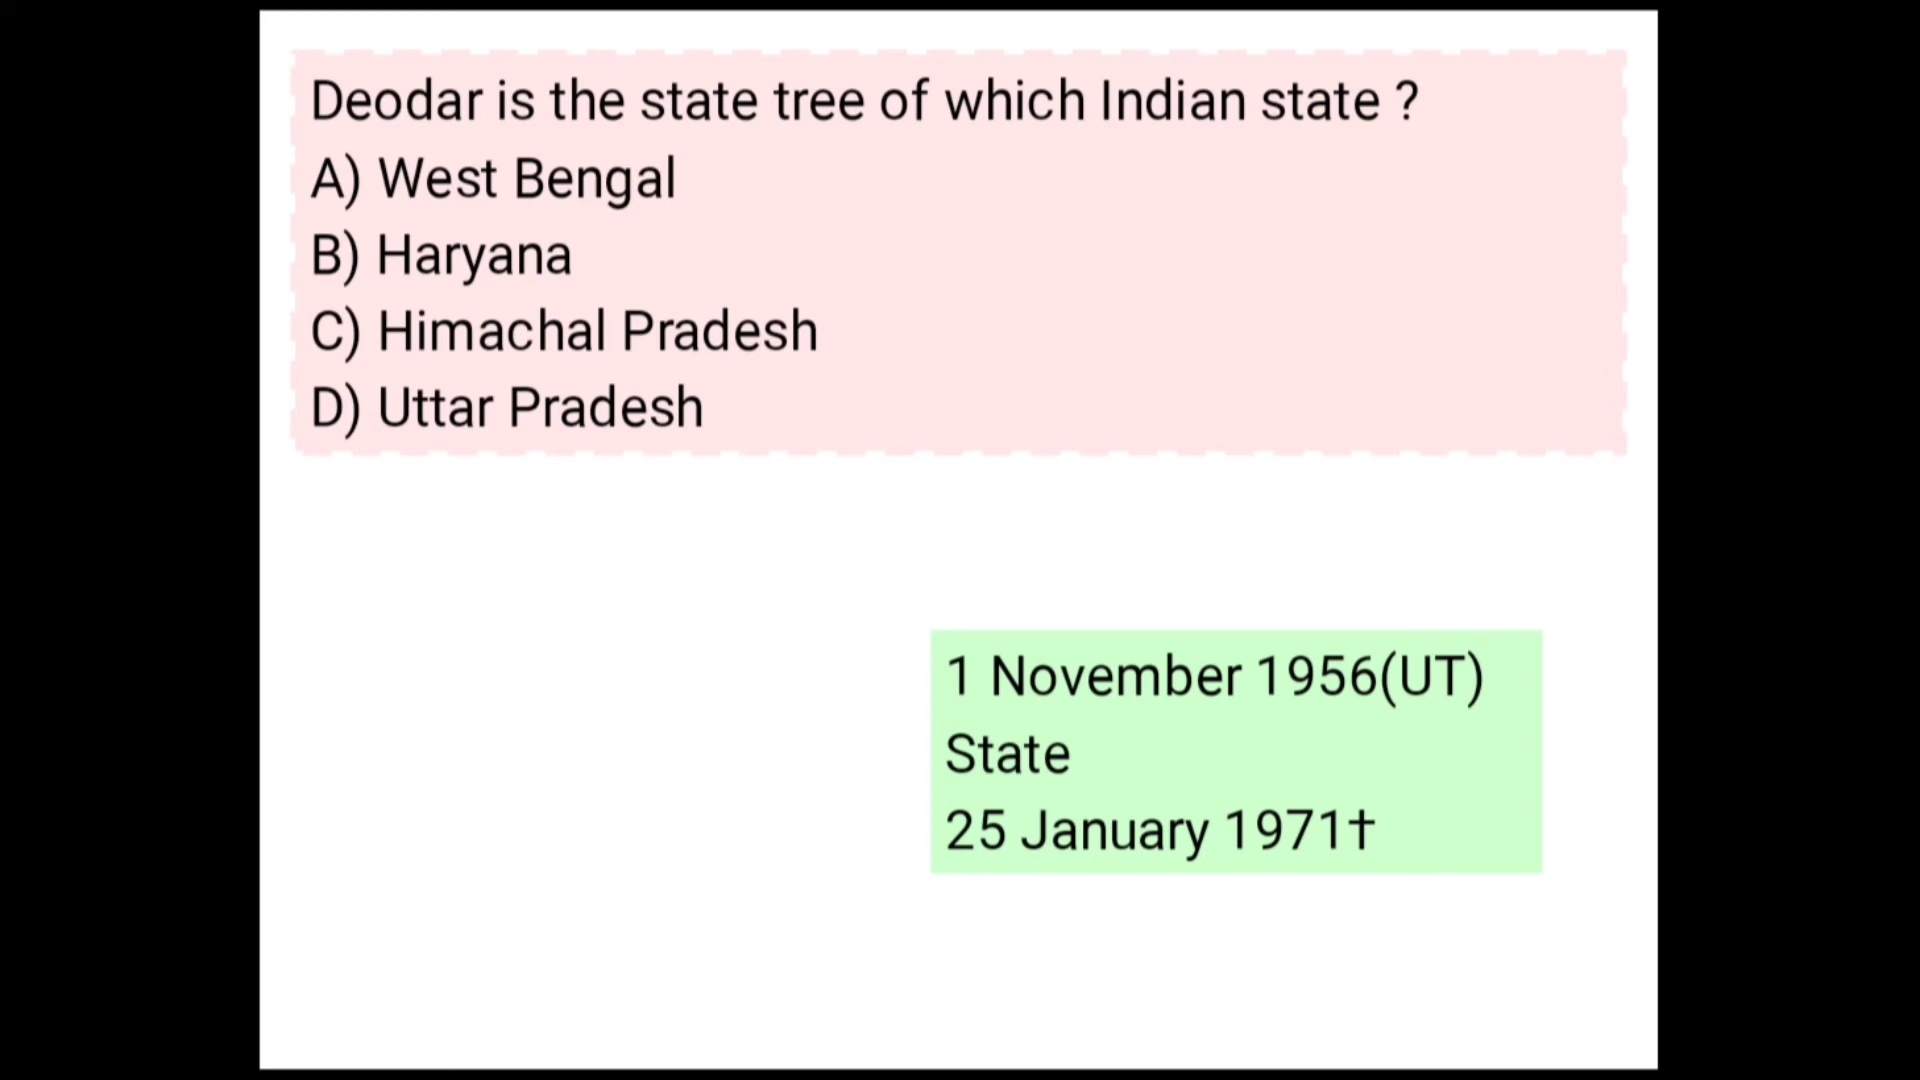 Deodar is the state tree of which Indian state ?
A) West Bengal
B) Haryana
C) Himachal Pradesh
D) Uttar Pradesh
1 November 1956(UT)
State
25 January 1971†